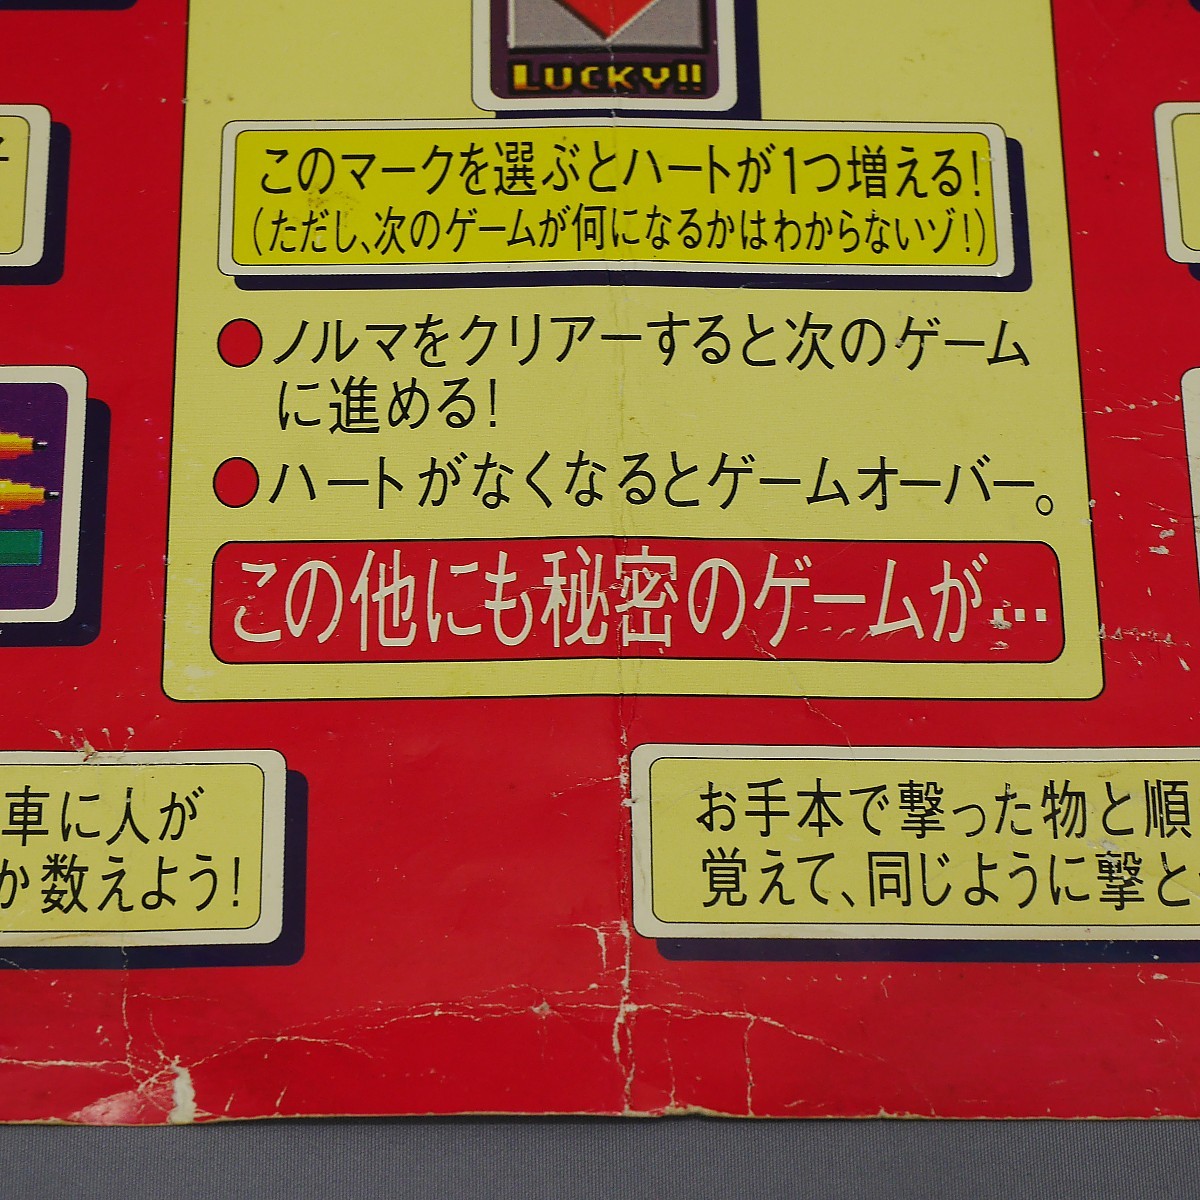 LUCKY!!
このマークを選ぶとハートが1つ増える!
(ただし、次のゲームが何になるかはわからないゾ!)
●ノルマをクリアーすると次のゲーム
に進める!
●ハートがなくなるとゲームオーバー。
この他にも秘密のゲームが…
車に人が
か数えよう!
お手本で撃った物と順
覚えて、同じように撃と